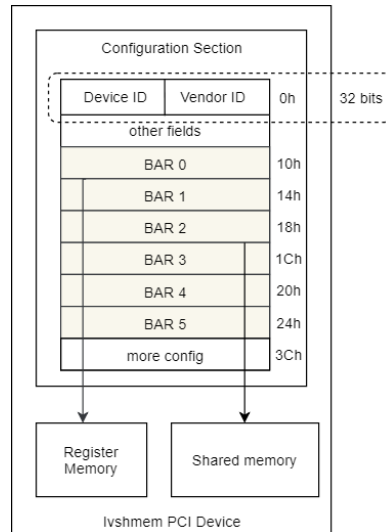 Configuration Section
Device ID Vendor ID 0h 32 bits
other fields
BAR 0 10h
BAR 1 14h
BAR 2 18h
BAR 3 1Ch
BAR 4 20h
BAR 5 24h
more config 3Ch
Register
Memory
Shared memory
Ivshmem PCI Device